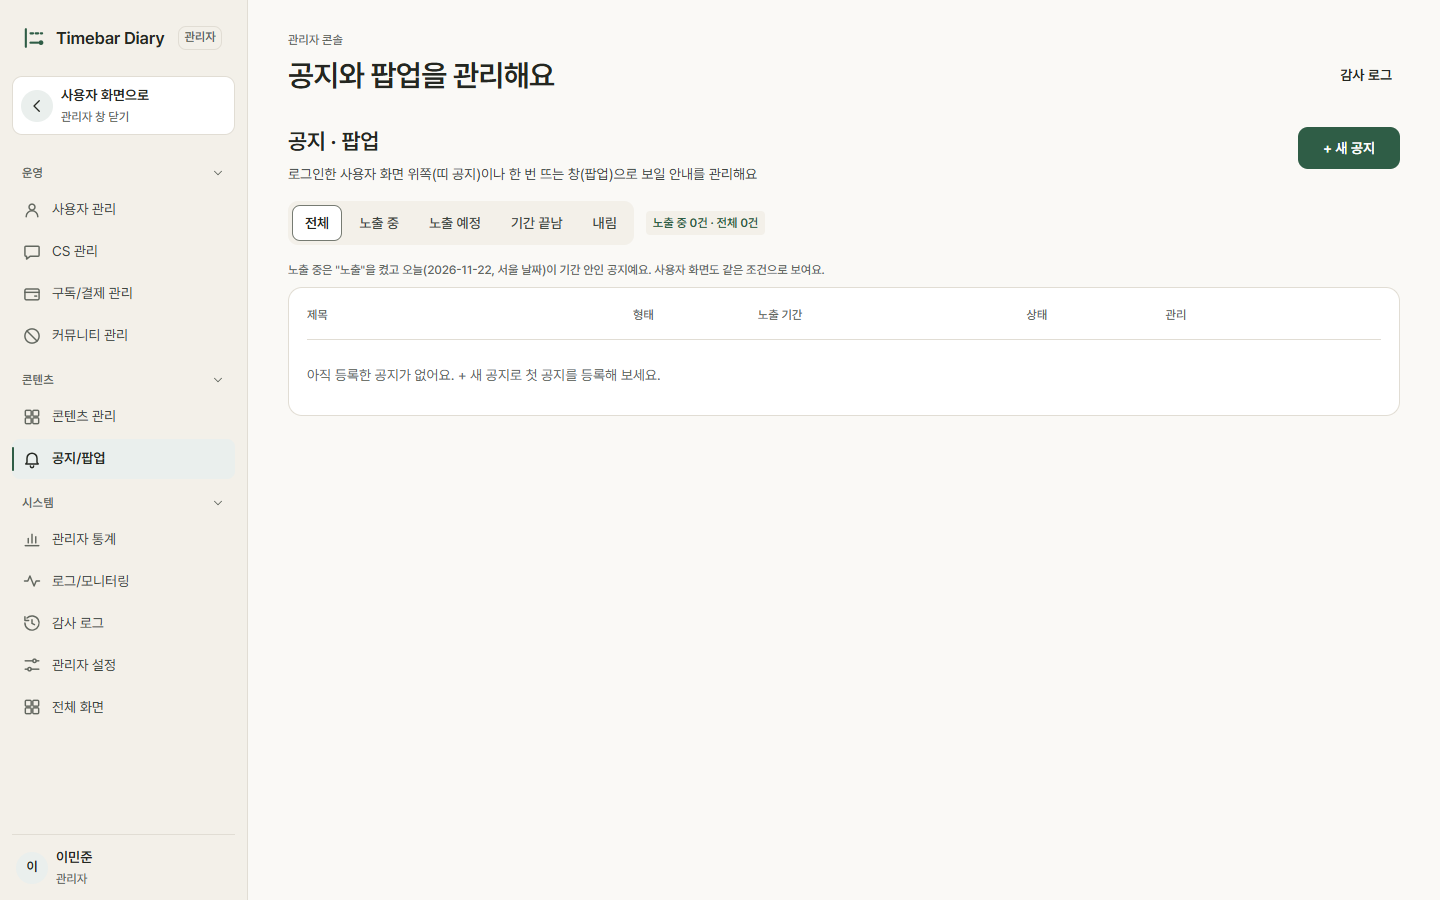 Timebar Diary
관리자
사용자 화면으로
관리자 창 닫기
운영
사용자 관리
CS 관리
구독/결제 관리
커뮤니티 관리
콘텐츠
콘텐츠 관리
공지/팝업
시스템
관리자 통계
로그/모니터링
감사 로그
관리자 설정
전체 화면
이
이민준
관리자
관리자 콘솔
공지와 팝업을 관리해요
감사 로그
공지 · 팝업
로그인한 사용자 화면 위쪽(띠 공지)이나 한 번 뜨는 창(팝업)으로 보일 안내를 관리해요
+ 새 공지
전체
노출 중
노출 예정
기간 끝남
내림
노출 중 0건 · 전체 0건
노출 중은 "노출"을 켰고 오늘(2026-11-22, 서울 날짜)이 기간 안인 공지예요. 사용자 화면도 같은 조건으로 보여요.
제목
형태
노출 기간
상태
관리
아직 등록한 공지가 없어요. + 새 공지로 첫 공지를 등록해 보세요.